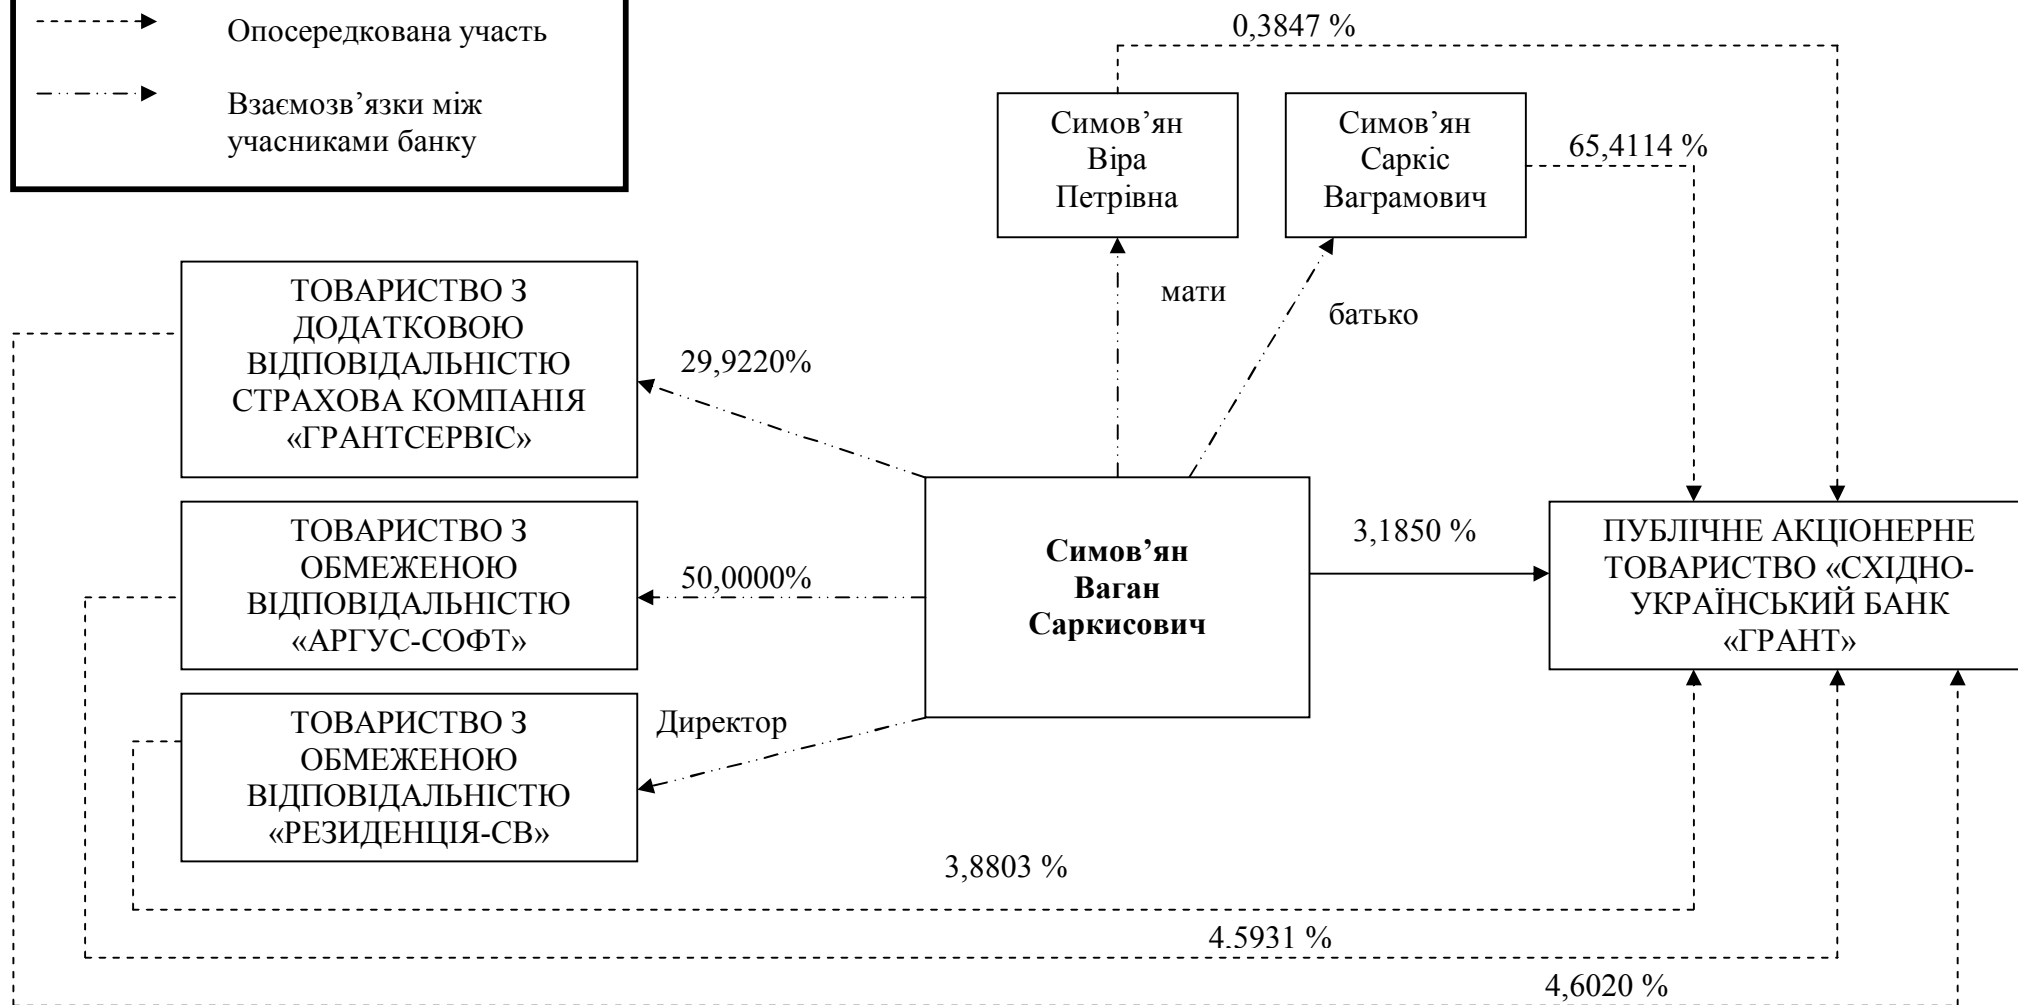 Опосередкована участь
Взаємозв’язки між
учасниками банку
0,3847 %
Симов’ян
Віра
Петрівна
Симов’ян
Саркіс
Ваграмович
65,4114 %
мати
батько
ТОВАРИСТВО З
ДОДАТКОВОЮ
ВІДПОВІДАЛЬНІСТЮ
СТРАХОВА КОМПАНІЯ
«ГРАНТСЕРВІС»
29,9220%
ТОВАРИСТВО З
ОБМЕЖЕНОЮ
ВІДПОВІДАЛЬНІСТЮ
«АРГУС-СОФТ»
50,0000%
Симов’ян
Ваган
Саркисович
3,1850 %
ПУБЛІЧНЕ АКЦІОНЕРНЕ
ТОВАРИСТВО «СХІДНО-
УКРАЇНСЬКИЙ БАНК
«ГРАНТ»
ТОВАРИСТВО З
ОБМЕЖЕНОЮ
ВІДПОВІДАЛЬНІСТЮ
«РЕЗИДЕНЦІЯ-СВ»
Директор
3,8803 %
4,5931 %
4,6020 %